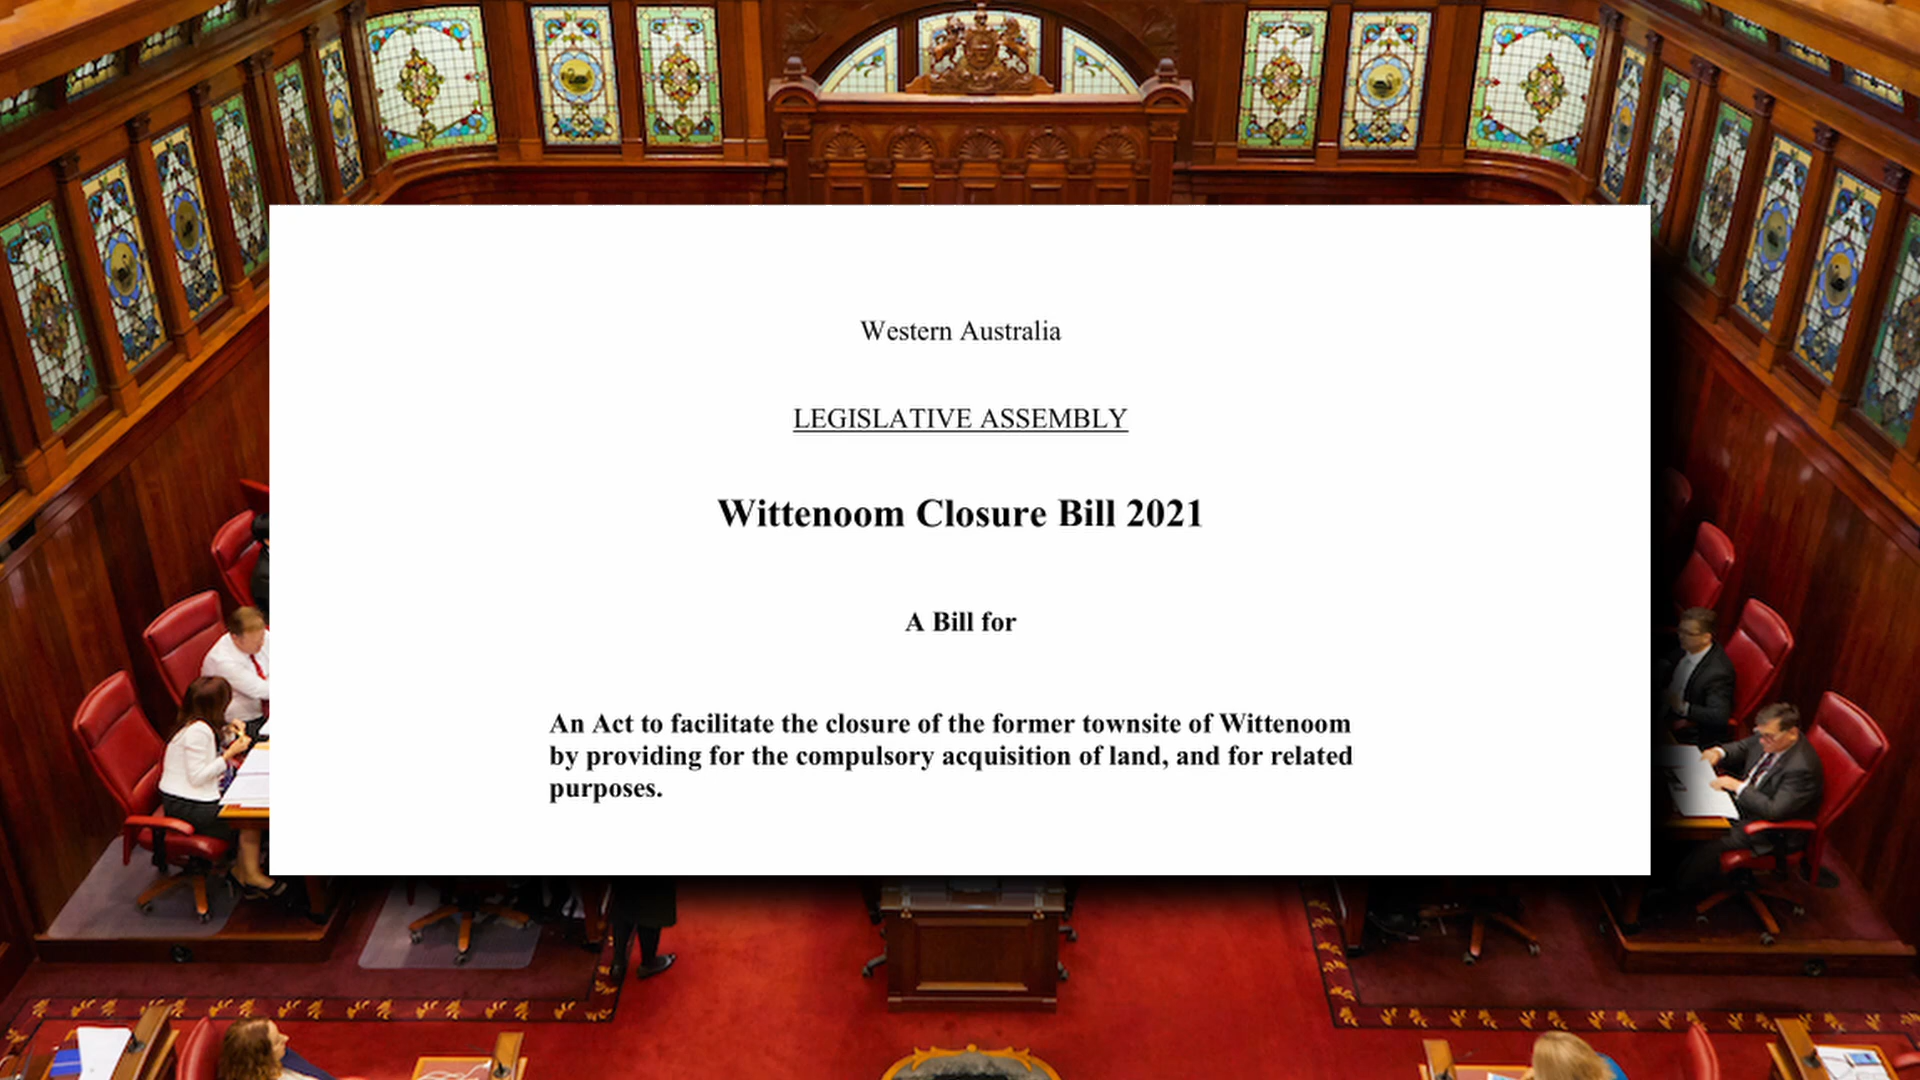 Western Australia
LEGISLATIVE ASSEMBLY
Wittenoom Closure Bill 2021
A Bill for
An Act to facilitate the closure of the former townsite of Wittenoom
by providing for the compulsory acquisition of land, and for related
purposes.